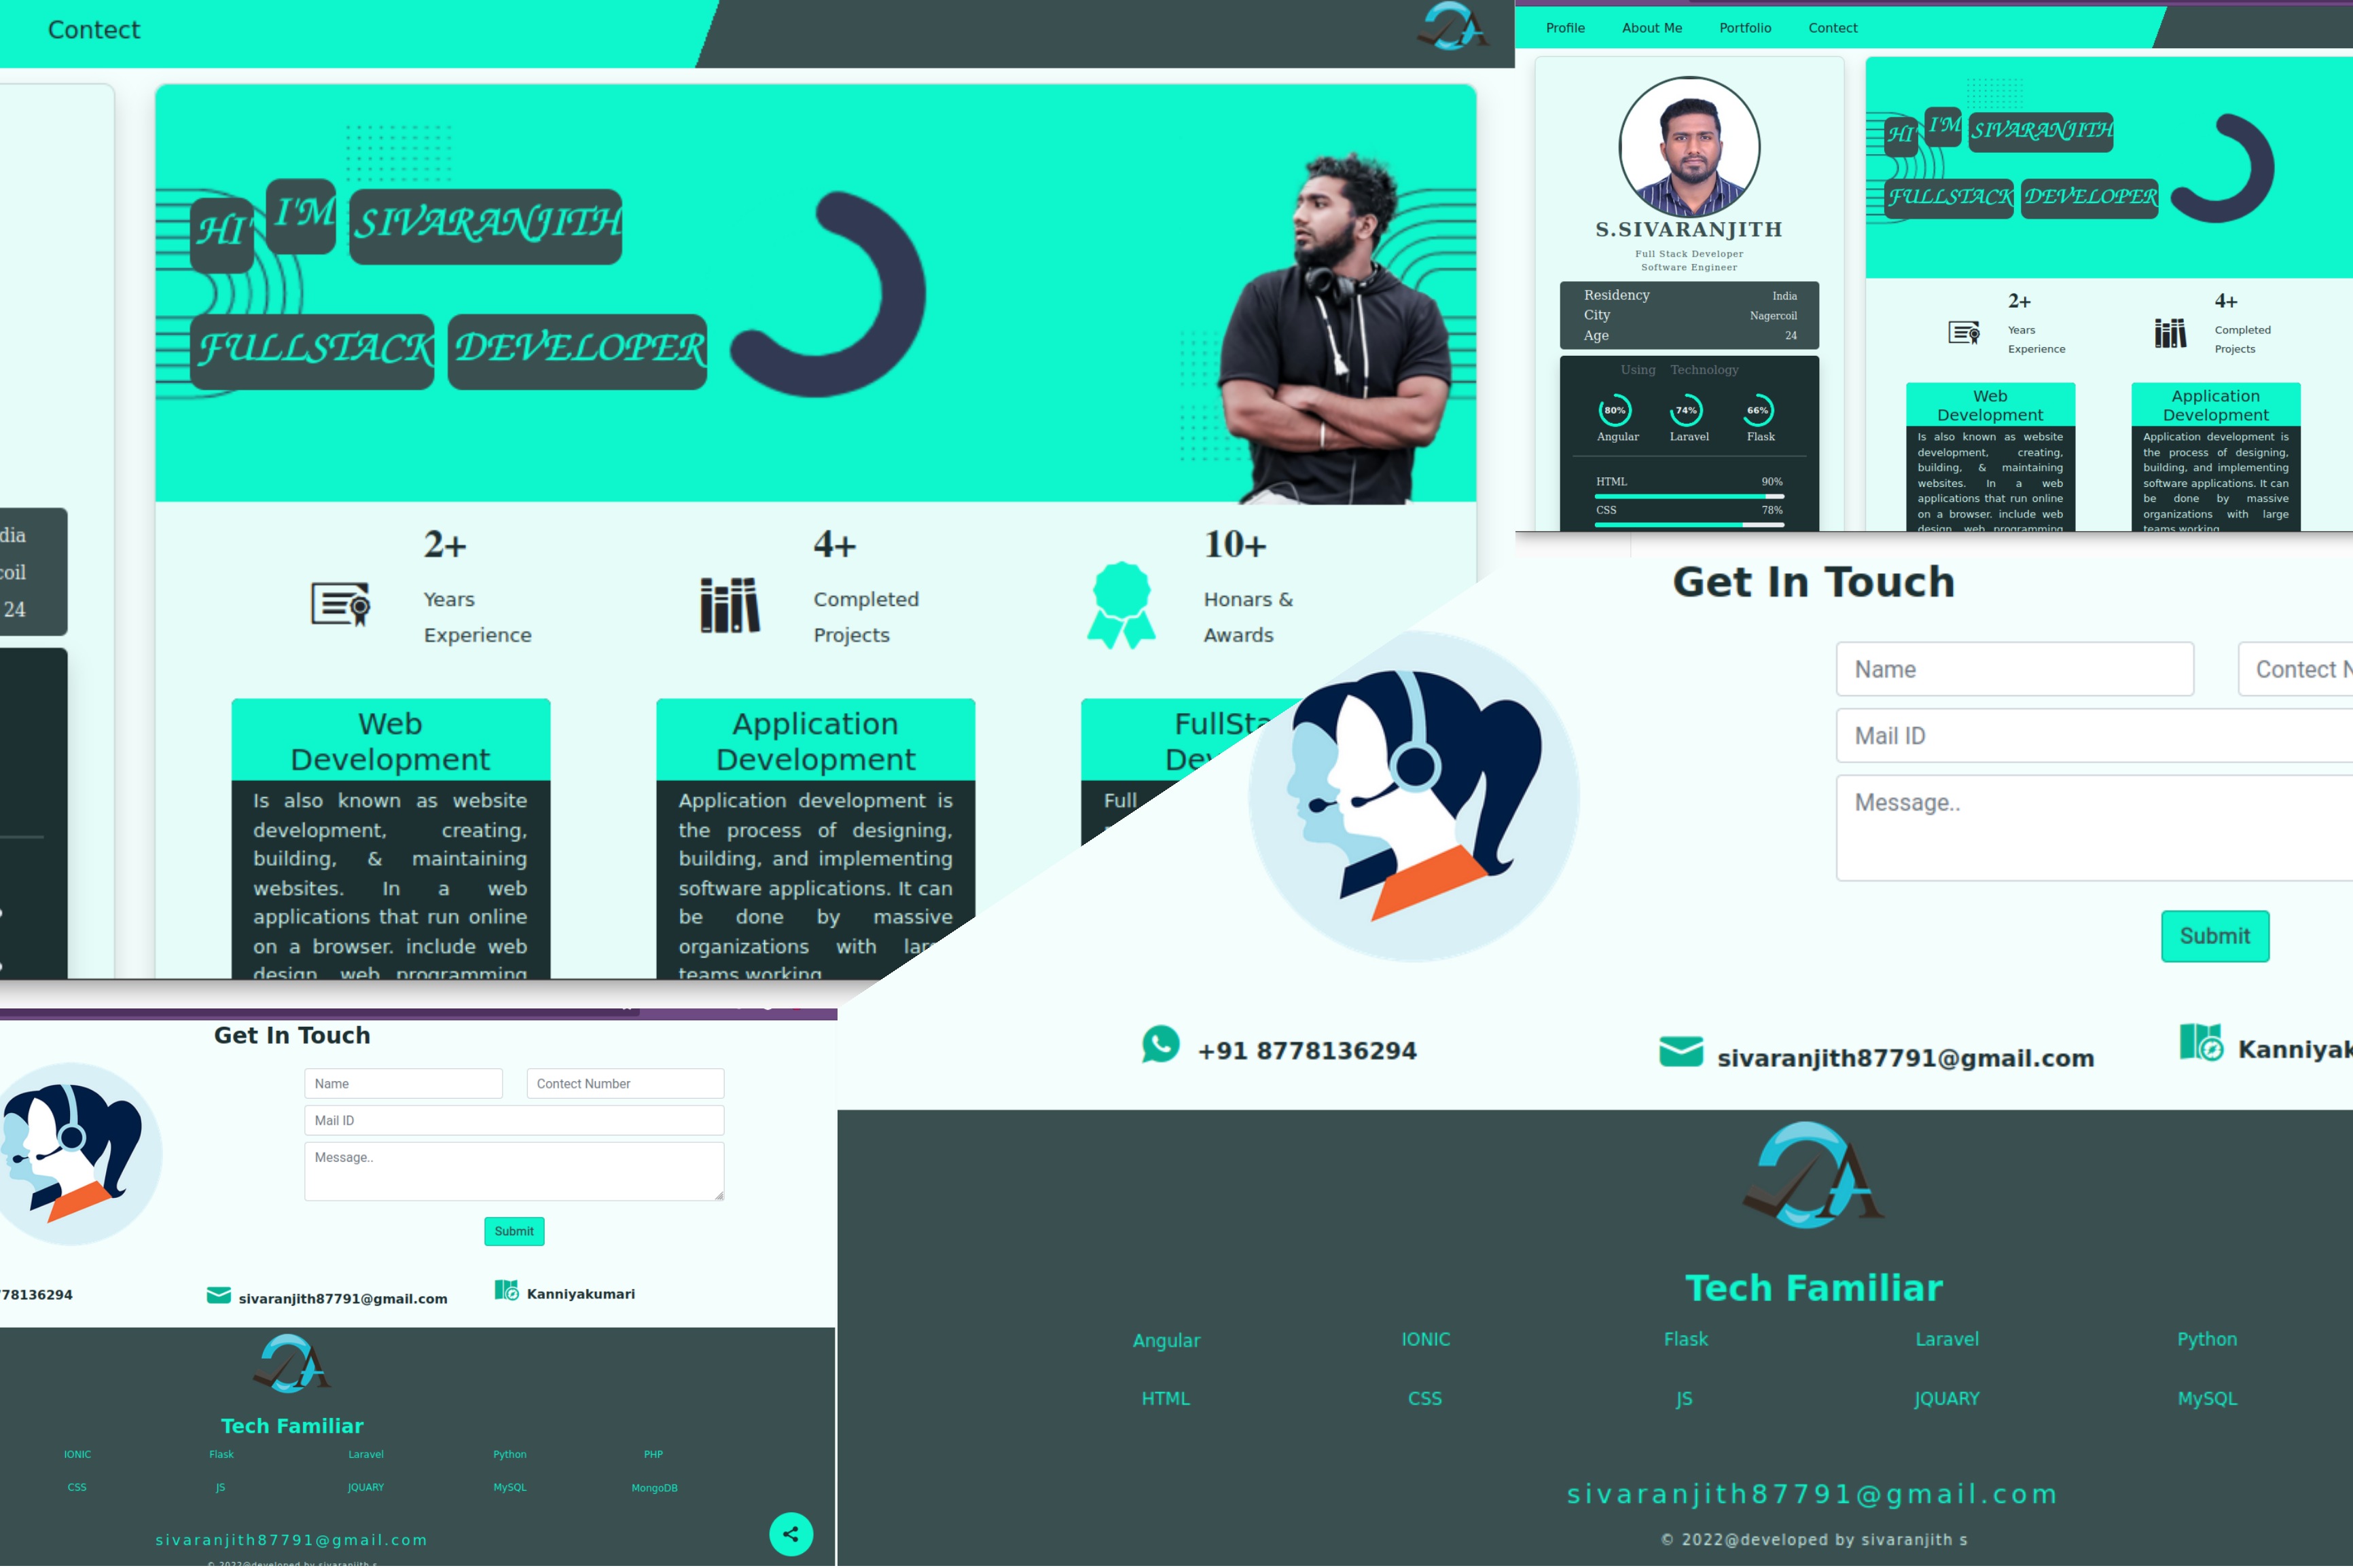 Contect
HI' I'M SIVARANJITH
FULLSTACK DEVELOPER
dia
coil
24
2+
Years
Experience
4+
Completed
Projects
10+
Honars &
Awards
Web
Development
Is also known as website
development, creating,
building, & maintaining
websites. In a web
applications that run online
on a browser. include web
design, web programming
Application
Development
Application development is
the process of designing,
building, and implementing
software applications. It can
be done by massive
organizations with large
teams working
FullSta
De
Full
Profile About Me Portfolio Contect
S.SIVARANJITH
Full Stack Developer
Software Engineer
Residency India
City Nagercoil
Age 24
Using Technology
80% 74% 66%
Angular Laravel Flask
HTML 90%
CSS 78%
HI' I'M SIVARANJITH
FULLSTACK DEVELOPER
2+
Years
Experience
4+
Completed
Projects
Web
Development
Is also known as website
development, creating,
building, & maintaining
websites. In a web
applications that run online
on a browser. include web
design, web programming
Application
Development
Application development is
the process of designing,
building, and implementing
software applications. It can
be done by massive
organizations with large
teams working
Get In Touch
Name Contect N
Mail ID
Message..
Submit
+91 8778136294 sivaranjith87791@gmail.com Kanniyak
A
Tech Familiar
Angular IONIC Flask Laravel Python
HTML CSS JS JQUARY MySQL
sivaranjith87791@gmail.com
© 2022@developed by sivaranjith s
Get In Touch
Name Contect Number
Mail ID
Message..
Submit
78136294 sivaranjith87791@gmail.com Kanniyakumari
A
Tech Familiar
IONIC Flask Laravel Python PHP
CSS JS JQUARY MySQL MongoDB
sivaranjith87791@gmail.com
© 2022@developed by sivaranjith s